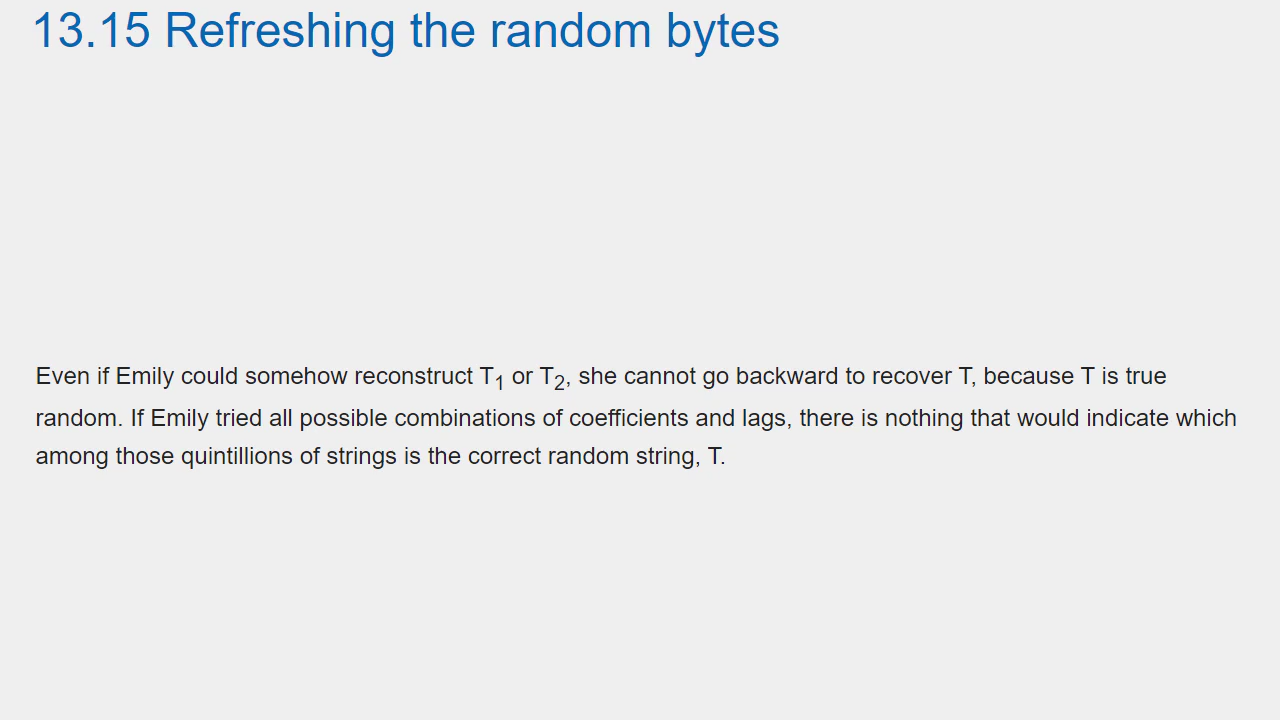 13.15 Refreshing the random bytes
Even if Emily could somehow reconstruct T1 or T2, she cannot go backward to recover T, because T is true
random. If Emily tried all possible combinations of coefficients and lags, there is nothing that would indicate which
among those quintillions of strings is the correct random string, T.